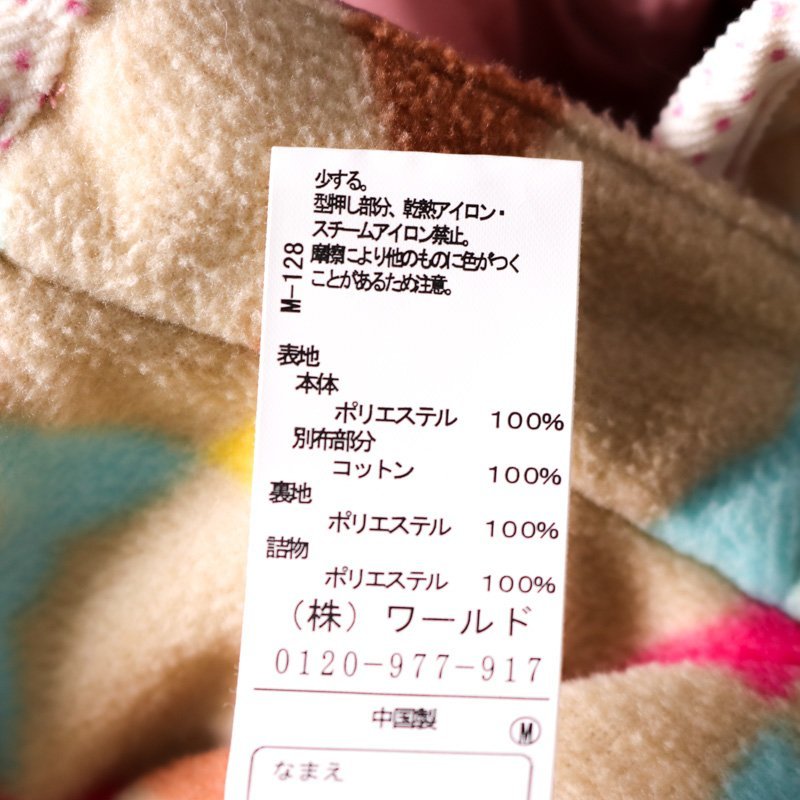 少する。
型押し部分、乾熱アイロン・
スチームアイロン禁止。
摩擦により他のものに色がつく
ことがあるため注意。
M-128
表地
本体
ポリエステル 100%
別布部分
コットン 100%
裏地
ポリエステル 100%
詰物
ポリエステル 100%
(株) ワールド
0120-977-917
中国製
M
なまえ